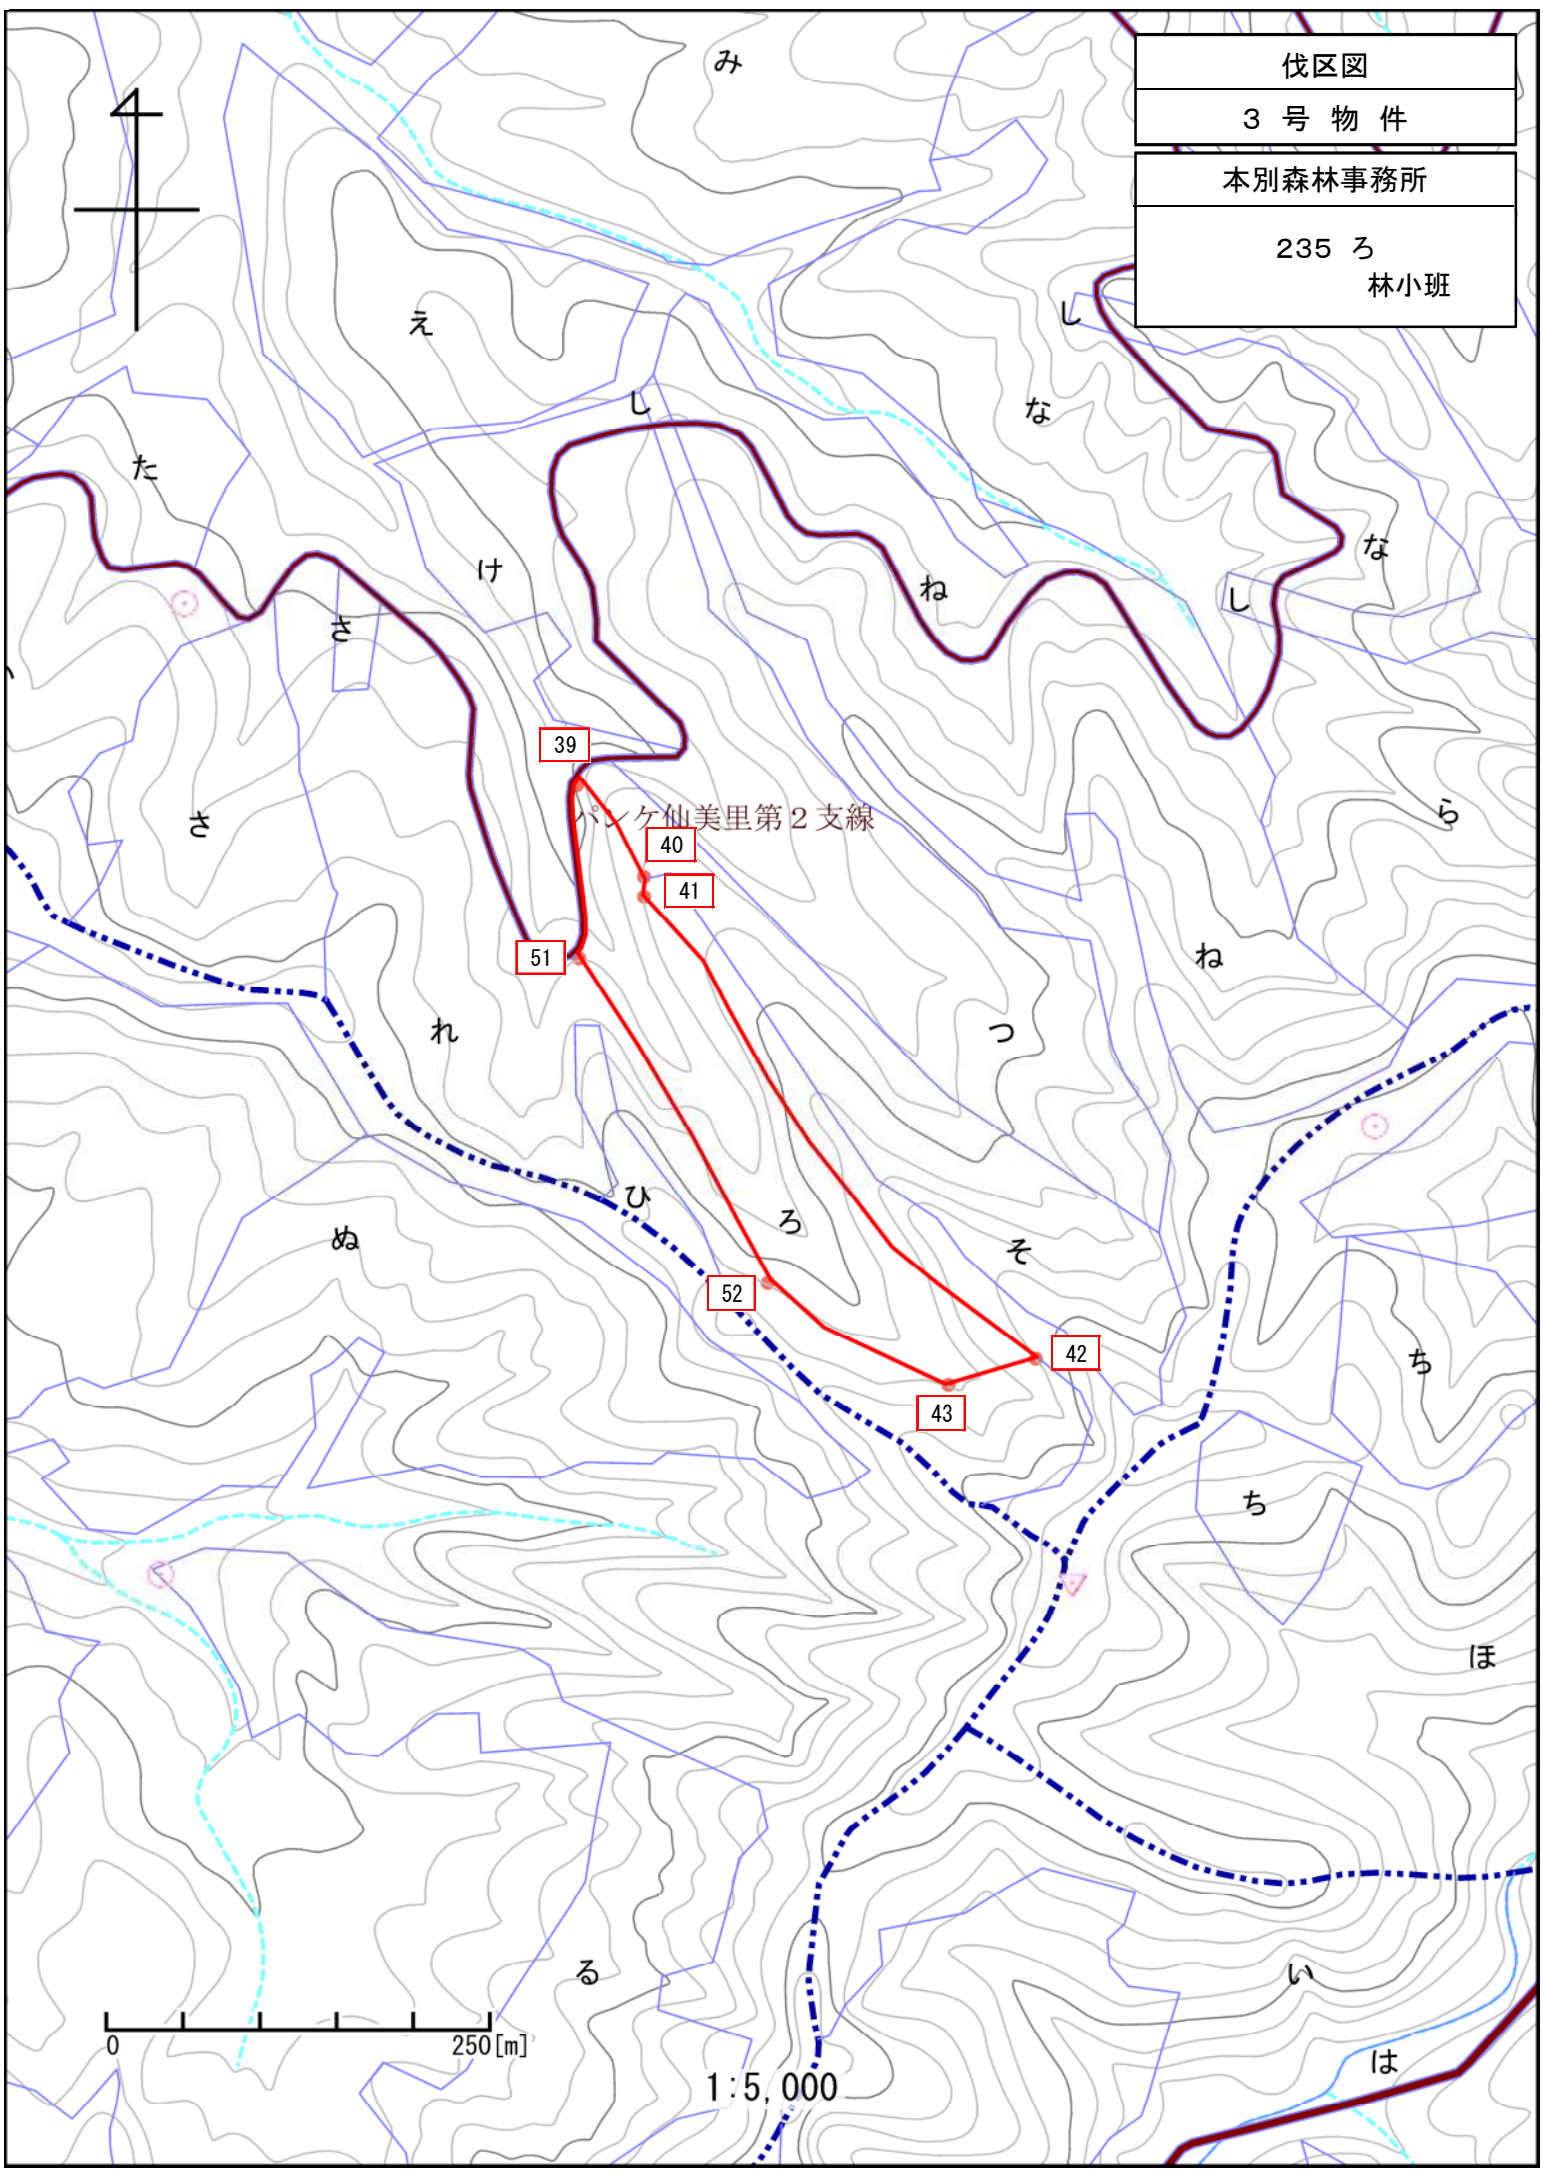 伐区図
3 号 物 件
本別森林事務所
235 ろ
林小班
み
え
し
し
な
た
け
ね
な
さ
し
39
パンケ仙美里第2支線
さ
ら
40
41
51
ね
れ
つ
ひ
ろ
ぬ
そ
52
42
ち
43
ち
ほ
る
い
0
250[m]
は
1:5,000